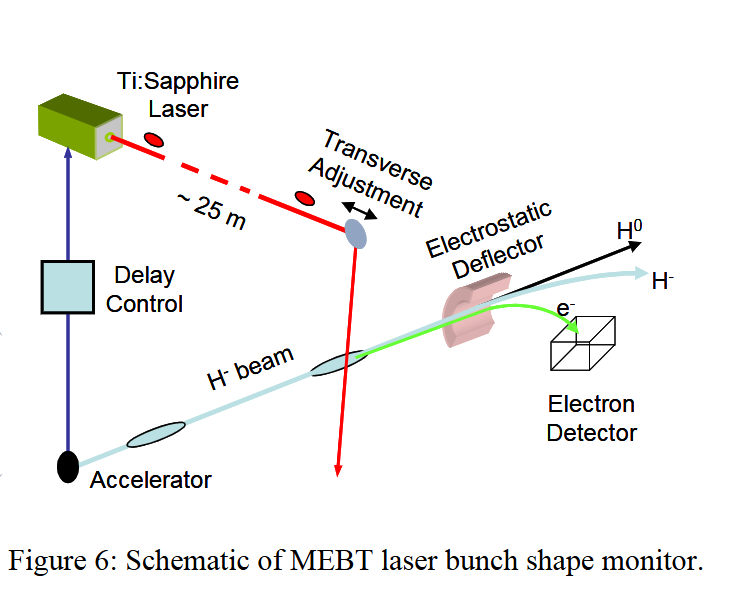 Ti:Sapphire
Laser
Transverse
Adjustment
~ 25 m
Electrostatic
Deflector
H⁰
H⁻
e⁻
Delay
Control
H⁻ beam
Electron
Detector
Accelerator
Figure 6: Schematic of MEBT laser bunch shape monitor.